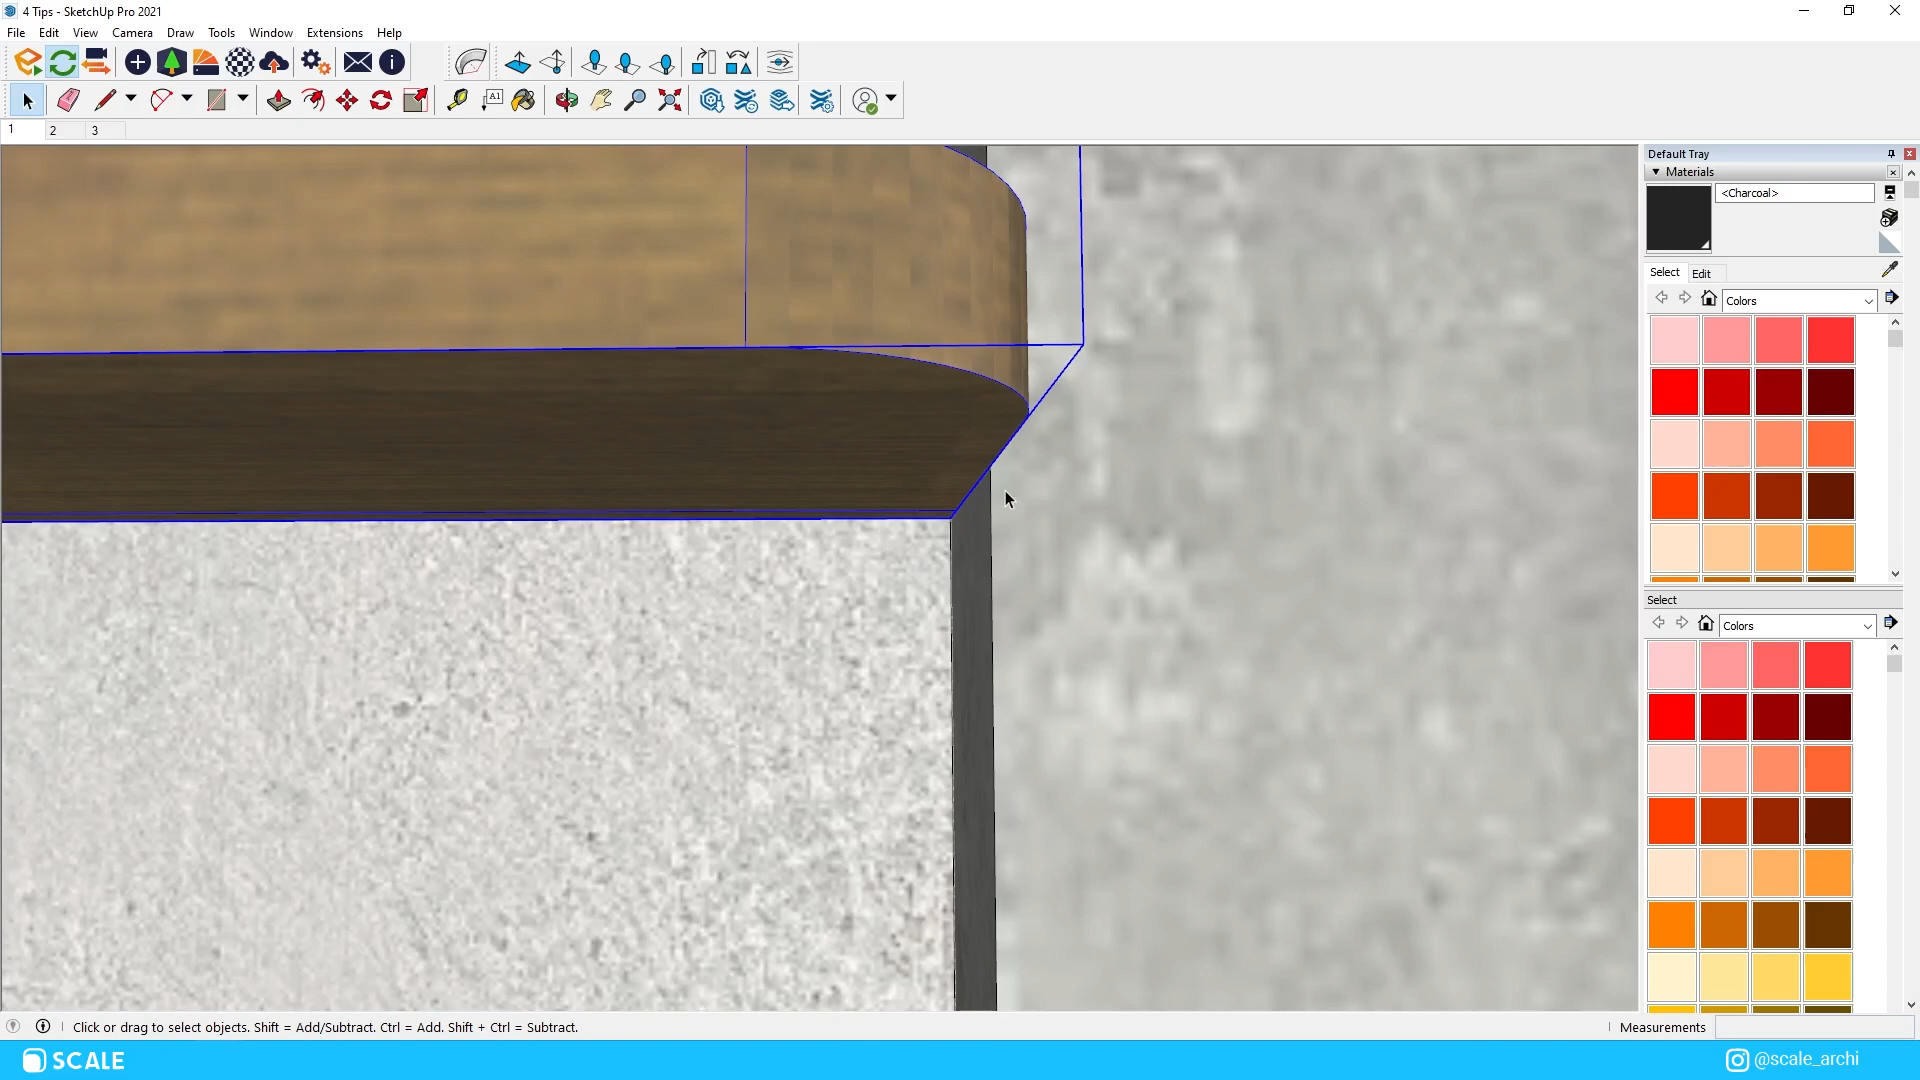 4 Tips - SketchUp Pro 2021
File Edit View Camera Draw Tools Window Extensions Help
A1
1 2 3
Default Tray
Materials
<Charcoal>
Select Edit
Colors
Select
Colors
Click or drag to select objects. Shift = Add/Subtract. Ctrl = Add. Shift + Ctrl = Subtract.
Measurements
SCALE
@scale_archi